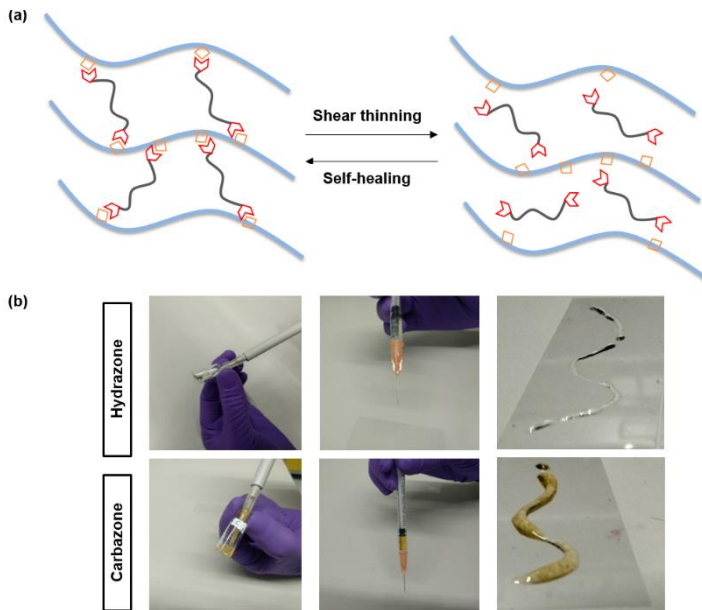 (a)
Shear thinning
Self-healing
(b)
Hydrazone
Carbazone